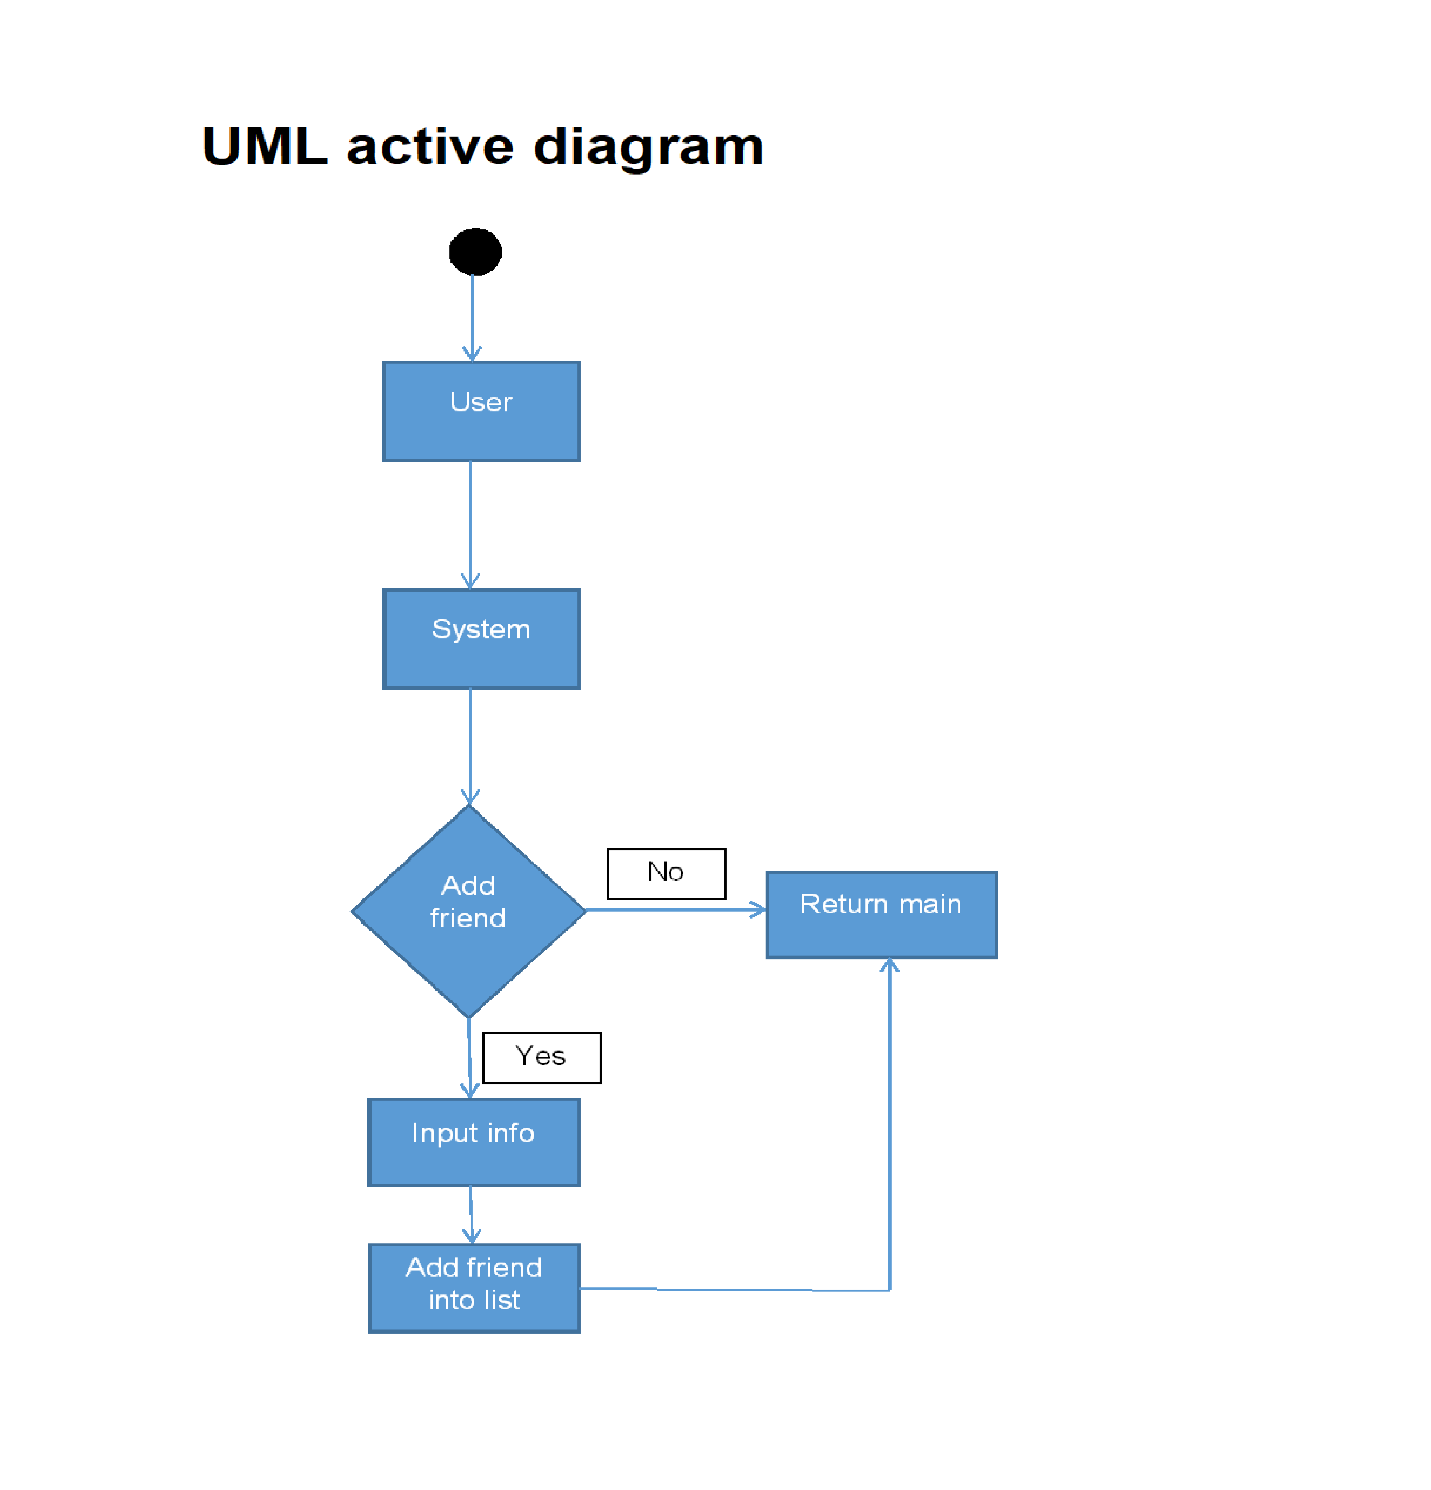 UML active diagram
User
System
Add
friend
No
Return main
Yes
Input info
Add friend
into list